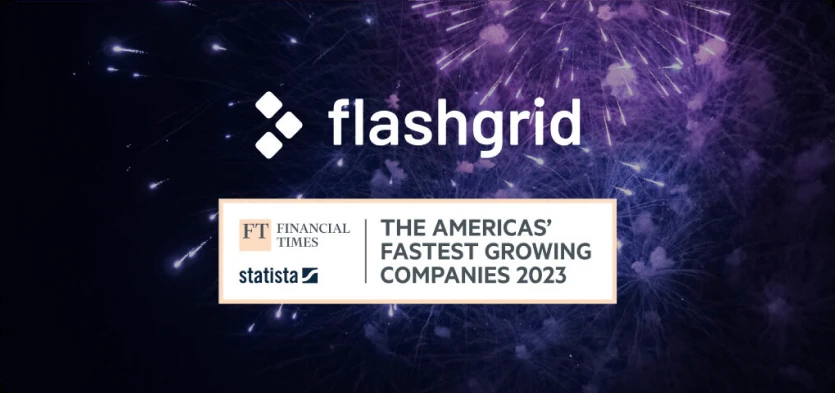 flashgrid
FT FINANCIAL
TIMES
statista
THE AMERICAS’
FASTEST GROWING
COMPANIES 2023